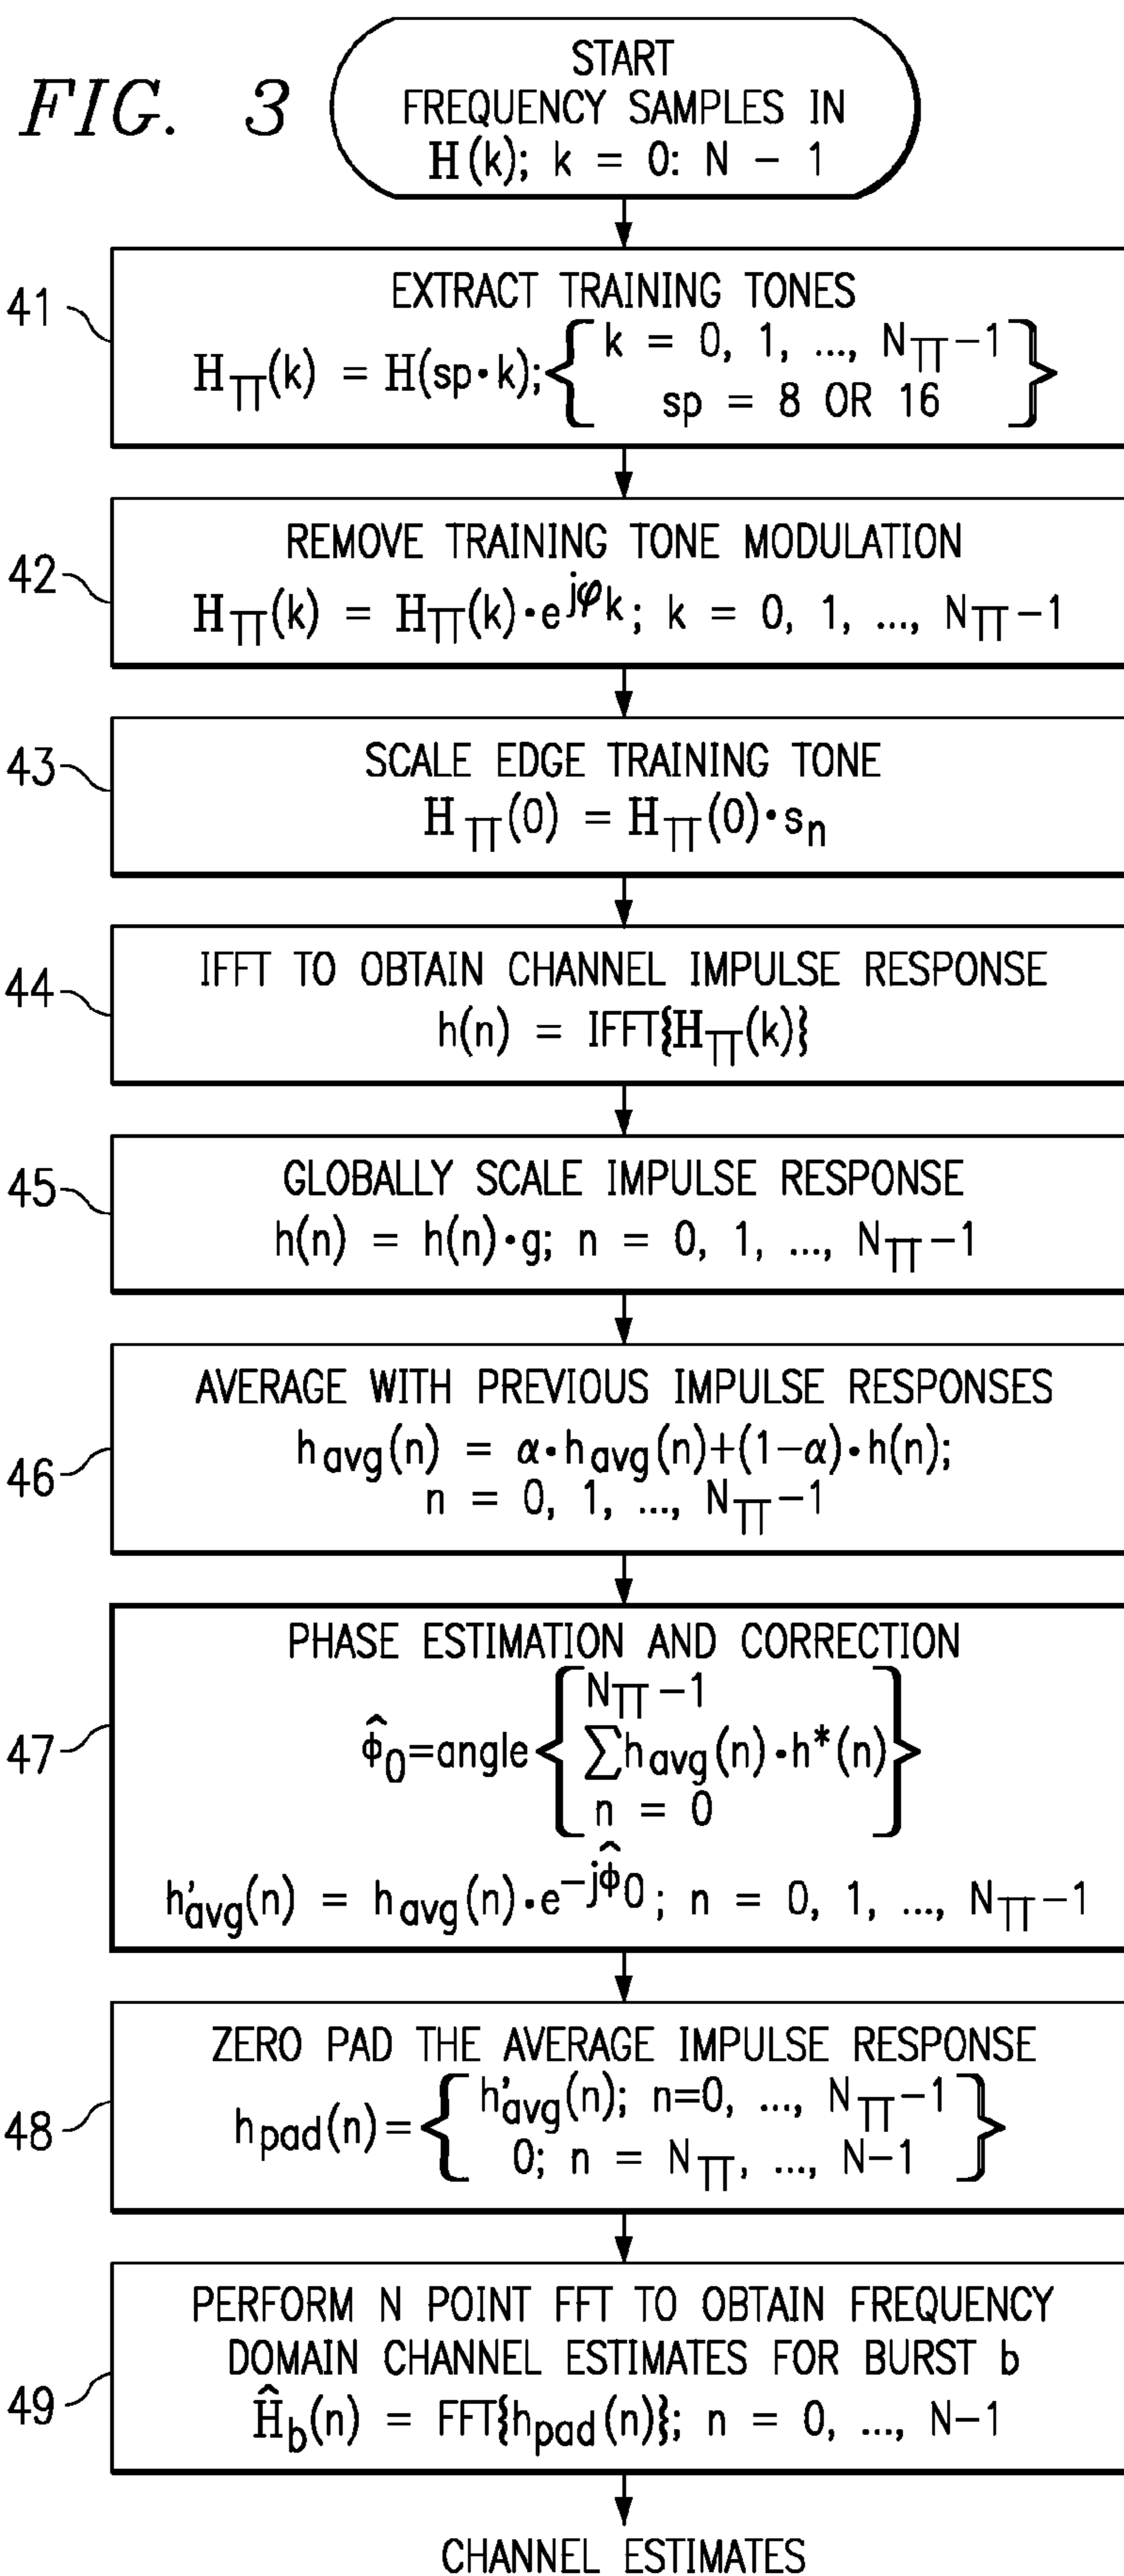 FIG. 3
START
FREQUENCY SAMPLES IN
H(k); k = 0: N - 1
41
EXTRACT TRAINING TONES
H_TT(k) = H(sp·k); { k = 0, 1, ..., N_TT-1
sp = 8 OR 16 }
42
REMOVE TRAINING TONE MODULATION
H_TT(k) = H_TT(k)·e^jφ_k; k = 0, 1, ..., N_TT-1
43
SCALE EDGE TRAINING TONE
H_TT(0) = H_TT(0)·s_n
44
IFFT TO OBTAIN CHANNEL IMPULSE RESPONSE
h(n) = IFFT{H_TT(k)}
45
GLOBALLY SCALE IMPULSE RESPONSE
h(n) = h(n)·g; n = 0, 1, ..., N_TT-1
46
AVERAGE WITH PREVIOUS IMPULSE RESPONSES
h_avg(n) = α·h_avg(n)+(1-α)·h(n);
n = 0, 1, ..., N_TT-1
47
PHASE ESTIMATION AND CORRECTION
N_TT-1
ϕ̂_0=angle{ ∑h_avg(n)·h*(n) }
n = 0
h'_avg(n) = h_avg(n)·e^-jϕ̂_0; n = 0, 1, ..., N_TT-1
48
ZERO PAD THE AVERAGE IMPULSE RESPONSE
h_pad(n)= { h'_avg(n); n=0, ..., N_TT-1
0; n = N_TT, ..., N-1 }
49
PERFORM N POINT FFT TO OBTAIN FREQUENCY
DOMAIN CHANNEL ESTIMATES FOR BURST b
Ĥ_b(n) = FFT{h_pad(n)}; n = 0, ..., N-1
CHANNEL ESTIMATES